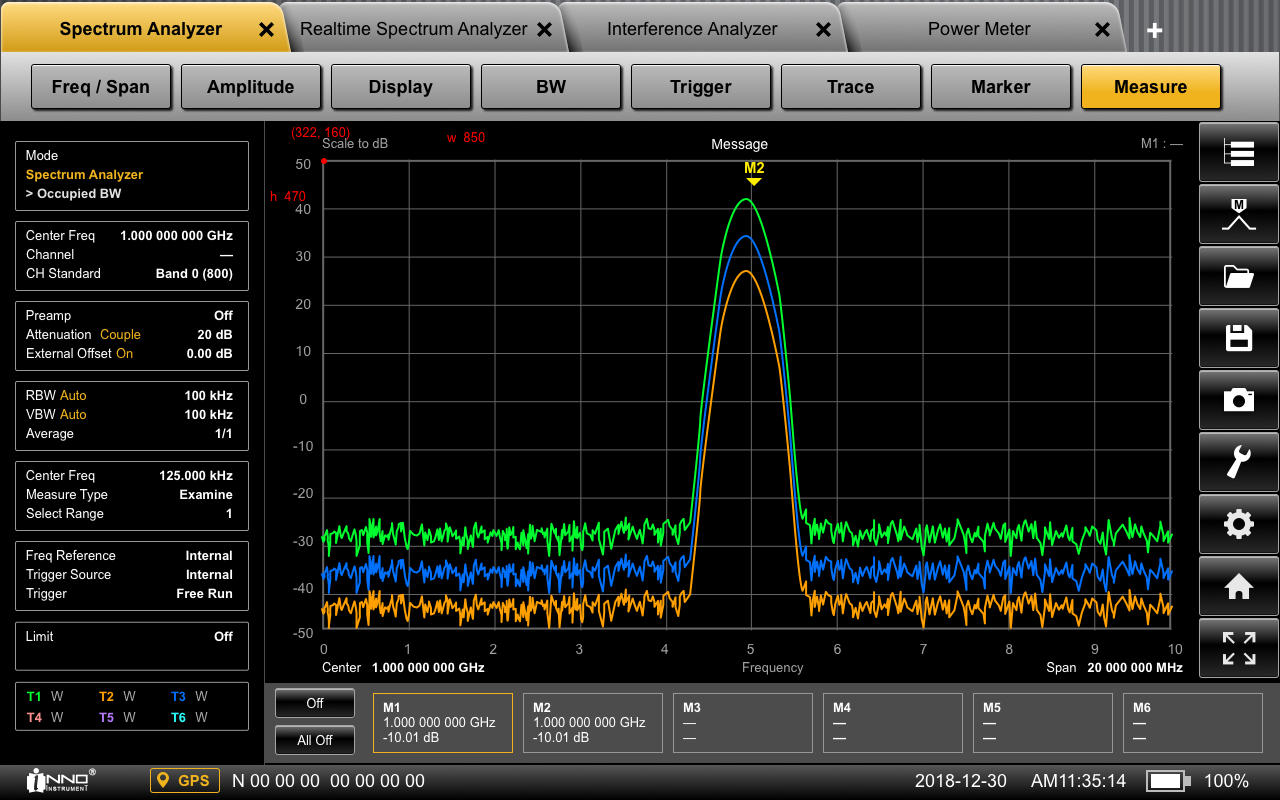 Spectrum Analyzer
Realtime Spectrum Analyzer
Interference Analyzer
Power Meter
Freq / Span
Amplitude
Display
BW
Trigger
Trace
Marker
Measure
Mode
Spectrum Analyzer
> Occupied BW
Center Freq 1.000 000 000 GHz
Channel —
CH Standard Band 0 (800)
Preamp Off
Attenuation Couple 20 dB
External Offset On 0.00 dB
RBW Auto 100 kHz
VBW Auto 100 kHz
Average 1/1
Center Freq 125.000 kHz
Measure Type Examine
Select Range 1
Freq Reference Internal
Trigger Source Internal
Trigger Free Run
Limit Off
T1 W T2 W T3 W
T4 W T5 W T6 W
(322, 160)
w 850
Scale to dB
Message
M1 : —
h 470
M2
50
40
30
20
10
0
-10
-20
-30
-40
-50
0 1 2 3 4 5 6 7 8 9 10
Center 1.000 000 000 GHz
Frequency
Span 20 000 000 MHz
M
Off
All Off
M1
1.000 000 000 GHz
-10.01 dB
M2
1.000 000 000 GHz
-10.01 dB
M3
—
—
M4
—
—
M5
—
—
M6
—
—
INNO®
INSTRUMENT
GPS
N 00 00 00 00 00 00 00
2018-12-30
AM11:35:14
100%